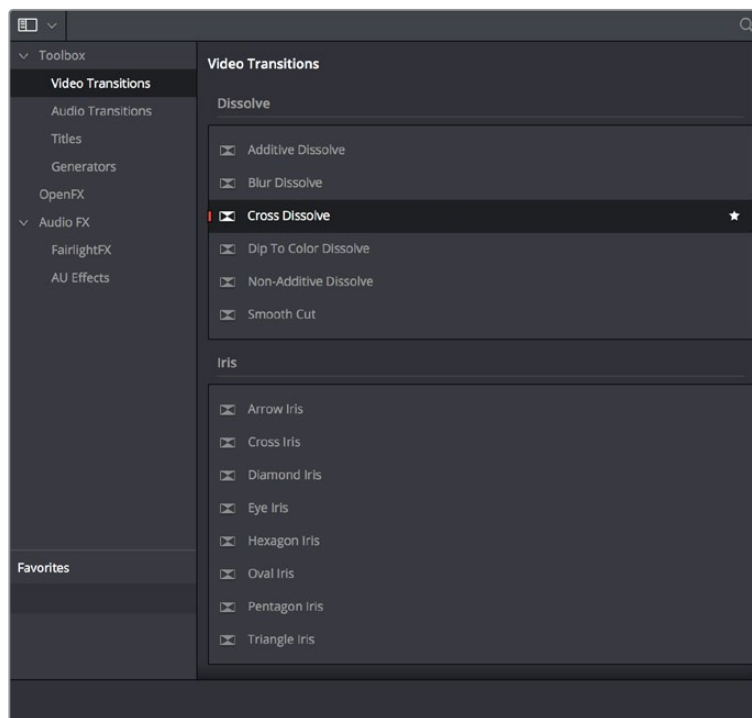 Toolbox
Video Transitions
Audio Transitions
Titles
Generators
OpenFX
Audio FX
FairlightFX
AU Effects
Favorites
Video Transitions
Dissolve
Additive Dissolve
Blur Dissolve
Cross Dissolve
Dip To Color Dissolve
Non-Additive Dissolve
Smooth Cut
Iris
Arrow Iris
Cross Iris
Diamond Iris
Eye Iris
Hexagon Iris
Oval Iris
Pentagon Iris
Triangle Iris